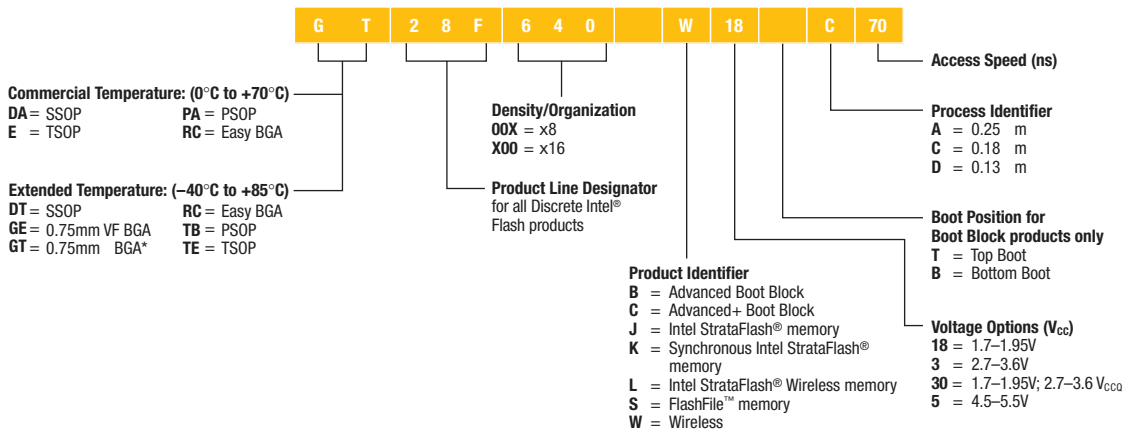 G T 2 8 F 6 4 0 W 18 C 70
Access Speed (ns)
Commercial Temperature: (0°C to +70°C)
DA = SSOP PA = PSOP
E = TSOP RC = Easy BGA
Density/Organization
00X = x8
X00 = x16
Process Identifier
A = 0.25 m
C = 0.18 m
D = 0.13 m
Extended Temperature: (–40°C to +85°C)
DT = SSOP RC = Easy BGA
GE = 0.75mm VF BGA TB = PSOP
GT = 0.75mm BGA* TE = TSOP
Product Line Designator
for all Discrete Intel®
Flash products
Boot Position for
Boot Block products only
T = Top Boot
B = Bottom Boot
Product Identifier
B = Advanced Boot Block
C = Advanced+ Boot Block
J = Intel StrataFlash® memory
K = Synchronous Intel StrataFlash®
memory
L = Intel StrataFlash® Wireless memory
S = FlashFile™ memory
W = Wireless
Voltage Options (VCC)
18 = 1.7–1.95V
3 = 2.7–3.6V
30 = 1.7–1.95V; 2.7–3.6 VCCQ
5 = 4.5–5.5V